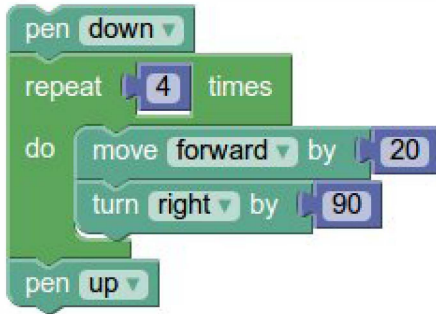 pen down
repeat 4 times
do move forward by 20
turn right by 90
pen up